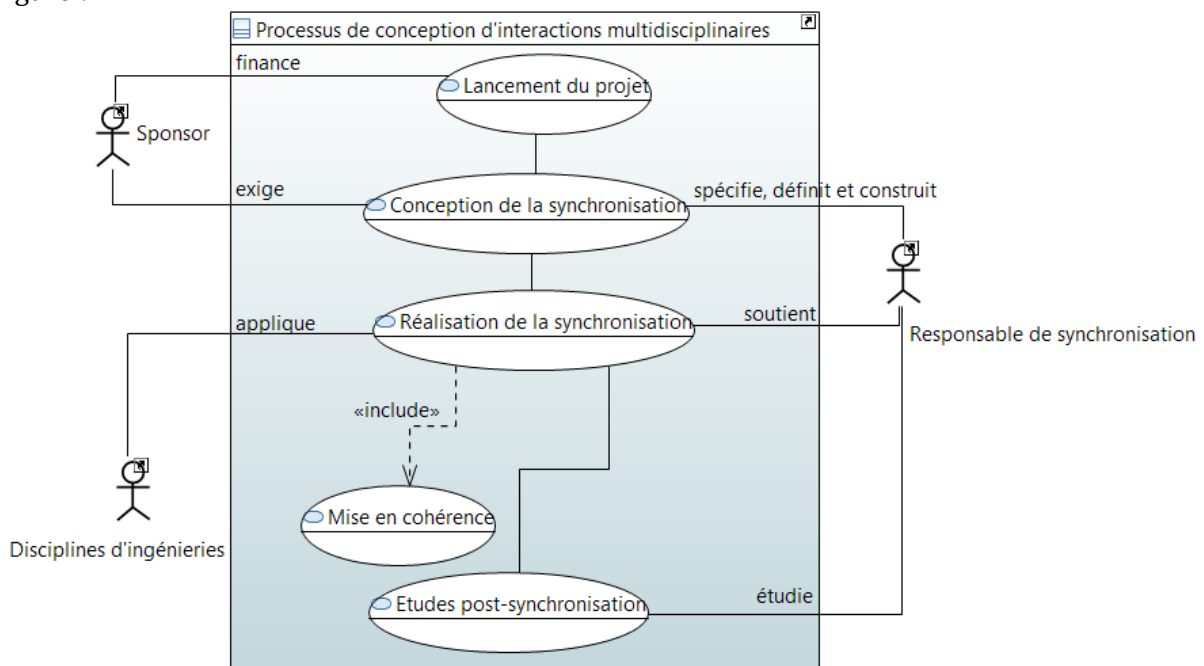 Processus de conception d'interactions multidisciplinaires
finance
Lancement du projet
Sponsor
exige
Conception de la synchronisation
spécifie, définit et construit
applique
Réalisation de la synchronisation
soutient
Responsable de synchronisation
«include»
Mise en cohérence
Disciplines d'ingénieries
Etudes post-synchronisation
étudie